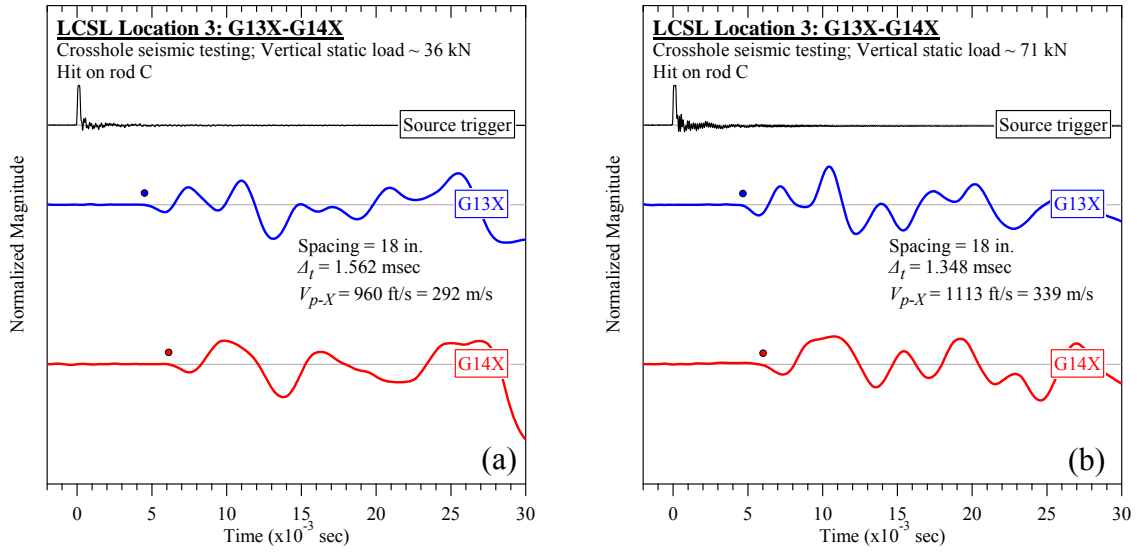 LCSL Location 3: G13X-G14X
Crosshole seismic testing; Vertical static load ~ 36 kN
Hit on rod C
Source trigger
G13X
Spacing = 18 in.
Δt = 1.562 msec
Vp-X = 960 ft/s = 292 m/s
G14X
(a)
Normalized Magnitude
0 5 10 15 20 25 30
Time (x10-3 sec)
LCSL Location 3: G13X-G14X
Crosshole seismic testing; Vertical static load ~ 71 kN
Hit on rod C
Source trigger
G13X
Spacing = 18 in.
Δt = 1.348 msec
Vp-X = 1113 ft/s = 339 m/s
G14X
(b)
Normalized Magnitude
0 5 10 15 20 25 30
Time (x10-3 sec)